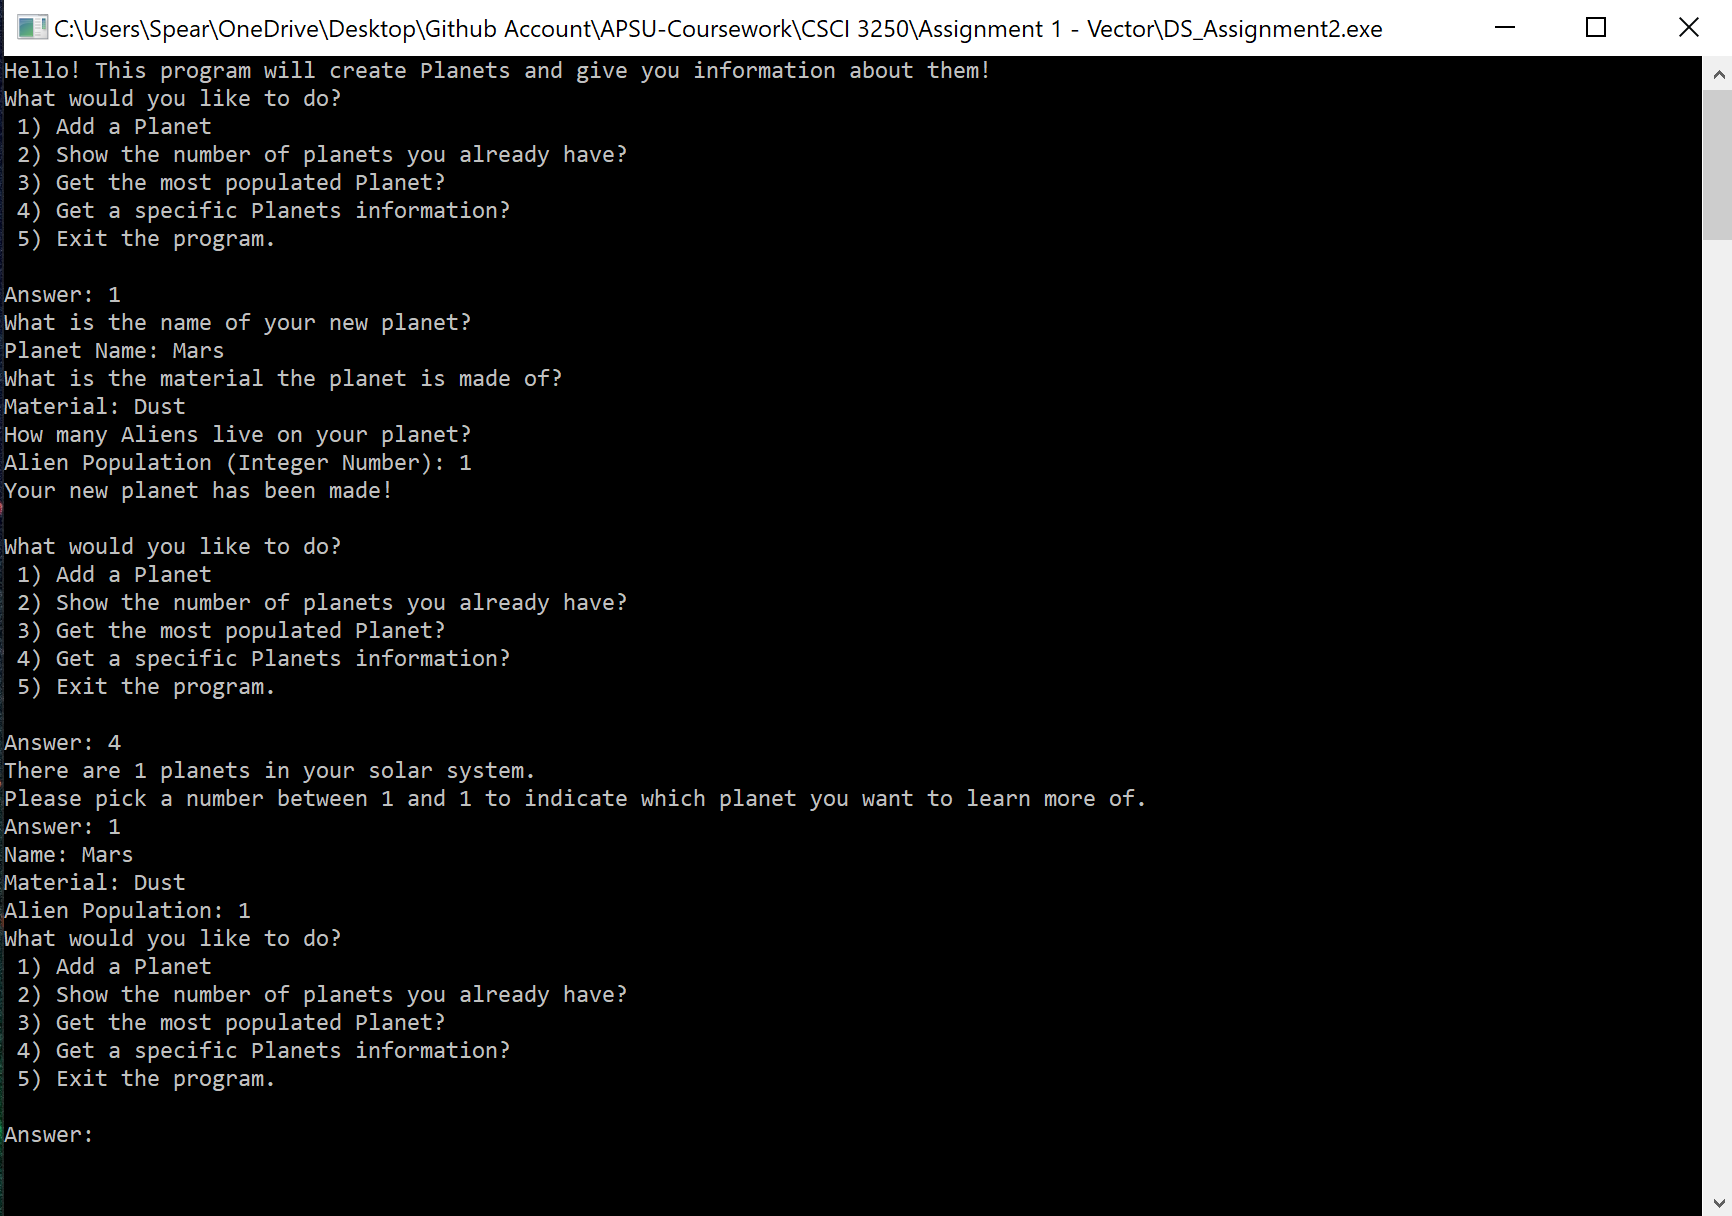 C:\Users\Spear\OneDrive\Desktop\Github Account\APSU-Coursework\CSCI 3250\Assignment 1 - Vector\DS_Assignment2.exe
Hello! This program will create Planets and give you information about them!
What would you like to do?
1) Add a Planet
2) Show the number of planets you already have?
3) Get the most populated Planet?
4) Get a specific Planets information?
5) Exit the program.
Answer: 1
What is the name of your new planet?
Planet Name: Mars
What is the material the planet is made of?
Material: Dust
How many Aliens live on your planet?
Alien Population (Integer Number): 1
Your new planet has been made!
What would you like to do?
1) Add a Planet
2) Show the number of planets you already have?
3) Get the most populated Planet?
4) Get a specific Planets information?
5) Exit the program.
Answer: 4
There are 1 planets in your solar system.
Please pick a number between 1 and 1 to indicate which planet you want to learn more of.
Answer: 1
Name: Mars
Material: Dust
Alien Population: 1
What would you like to do?
1) Add a Planet
2) Show the number of planets you already have?
3) Get the most populated Planet?
4) Get a specific Planets information?
5) Exit the program.
Answer: